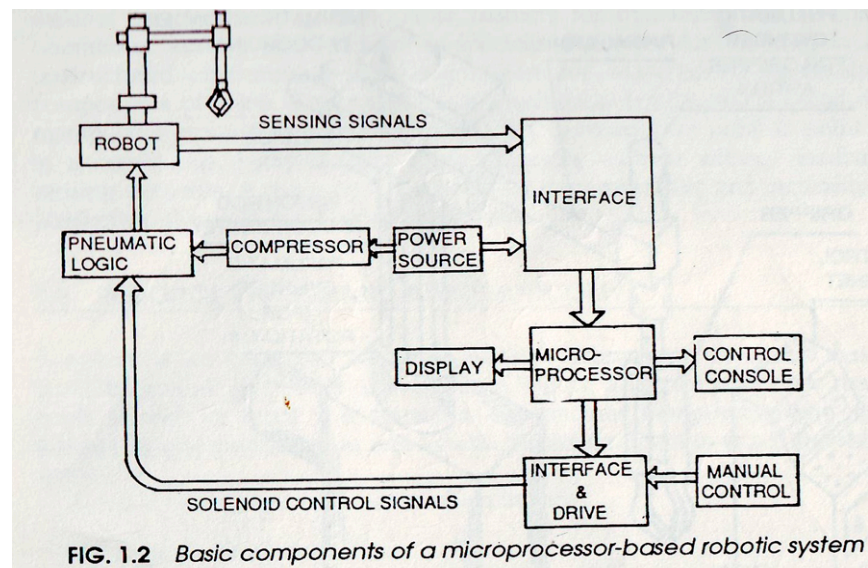 SENSING SIGNALS
ROBOT
INTERFACE
PNEUMATIC
LOGIC
COMPRESSOR
POWER
SOURCE
DISPLAY
MICRO-
PROCESSOR
CONTROL
CONSOLE
INTERFACE
&
DRIVE
MANUAL
CONTROL
SOLENOID CONTROL SIGNALS
FIG. 1.2 Basic components of a microprocessor-based robotic system